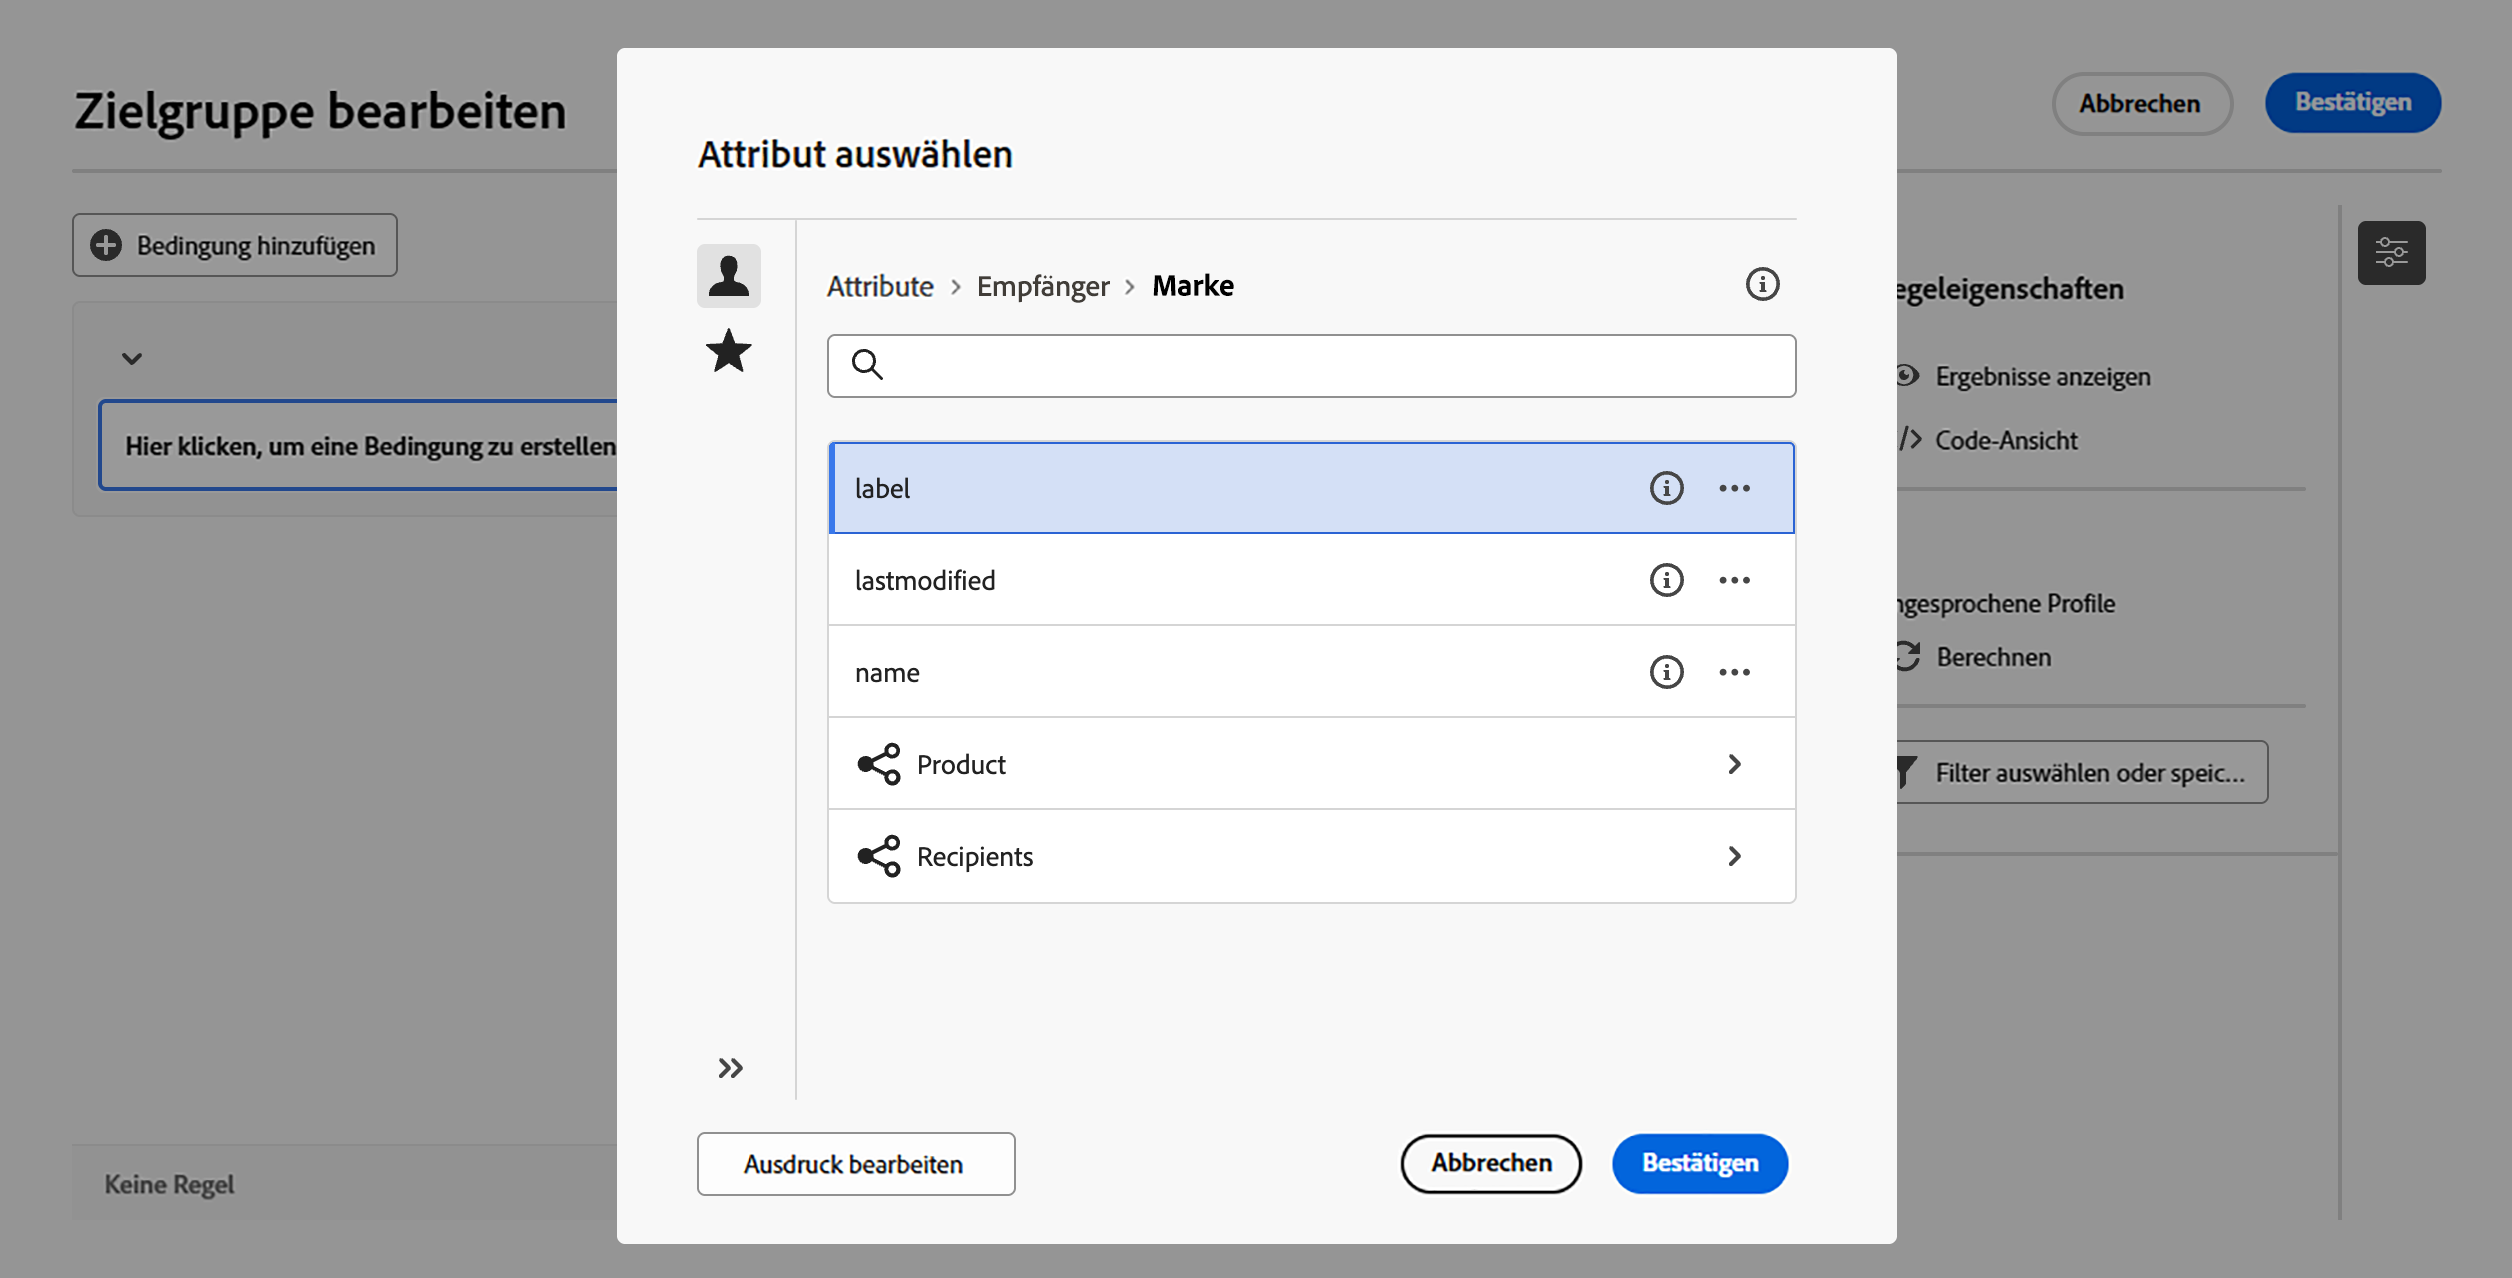 Zielgruppe bearbeiten
Abbrechen
Bestätigen
Bedingung hinzufügen
Hier klicken, um eine Bedingung zu erstellen
Keine Regel
Attribut auswählen
Attribute > Empfänger > Marke
label
lastmodified
name
Product
Recipients
Ausdruck bearbeiten
Abbrechen
Bestätigen
egeleigenschaften
Ergebnisse anzeigen
Code-Ansicht
ngesprochene Profile
Berechnen
Filter auswählen oder speic...